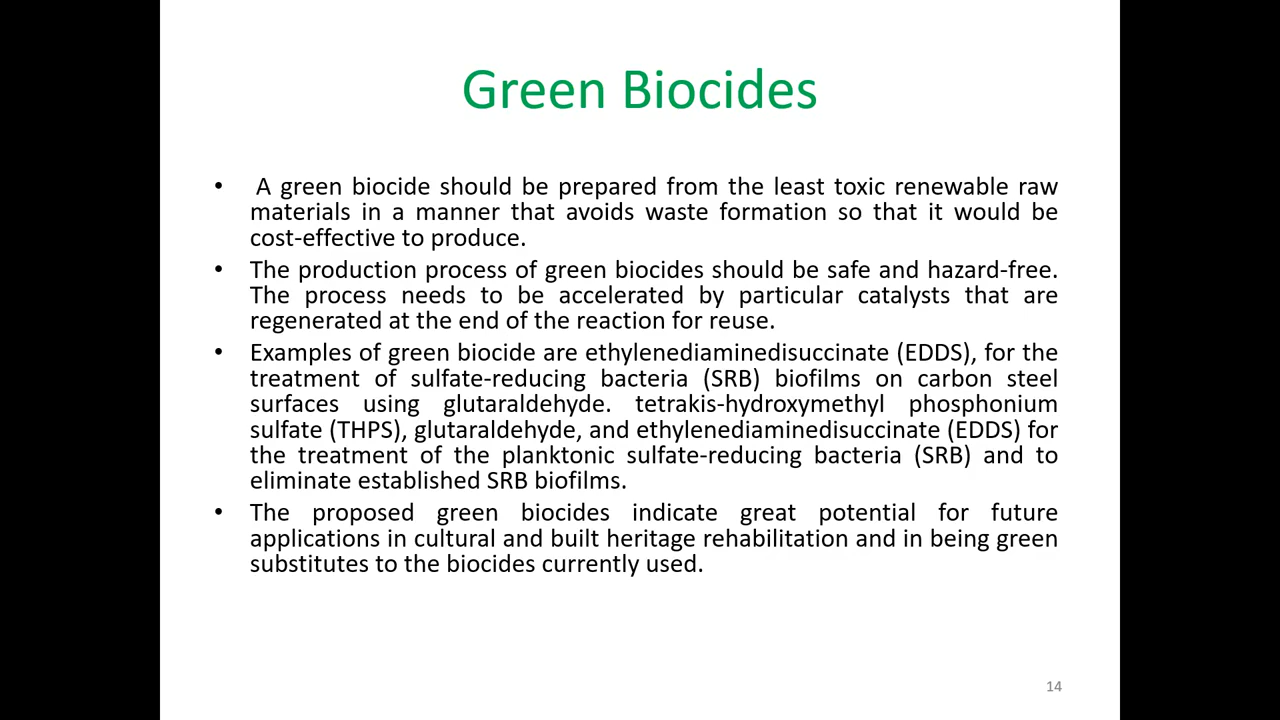 Green Biocides
• A green biocide should be prepared from the least toxic renewable raw
materials in a manner that avoids waste formation so that it would be
cost-effective to produce.
• The production process of green biocides should be safe and hazard-free.
The process needs to be accelerated by particular catalysts that are
regenerated at the end of the reaction for reuse.
• Examples of green biocide are ethylenediaminedisuccinate (EDDS), for the
treatment of sulfate-reducing bacteria (SRB) biofilms on carbon steel
surfaces using glutaraldehyde. tetrakis-hydroxymethyl phosphonium
sulfate (THPS), glutaraldehyde, and ethylenediaminedisuccinate (EDDS) for
the treatment of the planktonic sulfate-reducing bacteria (SRB) and to
eliminate established SRB biofilms.
• The proposed green biocides indicate great potential for future
applications in cultural and built heritage rehabilitation and in being green
substitutes to the biocides currently used.
14